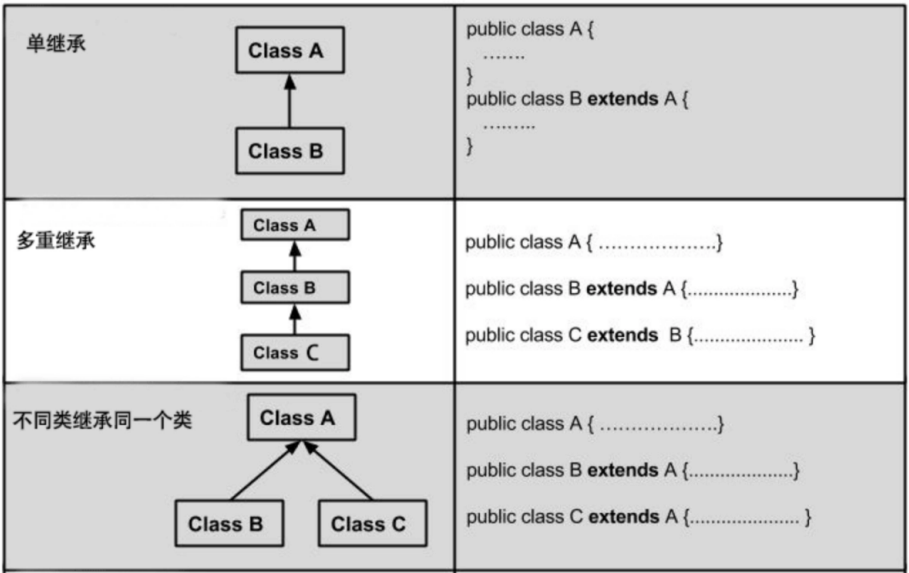 单继承
Class A
Class B
public class A {
…….
}
public class B extends A {
………
}
多重继承
Class A
Class B
Class C
public class A { ……………….}
public class B extends A {....................}
public class C extends B {..................... }
不同类继承同一个类
Class A
Class B
Class C
public class A { ……………….}
public class B extends A {....................}
public class C extends A {..................... }